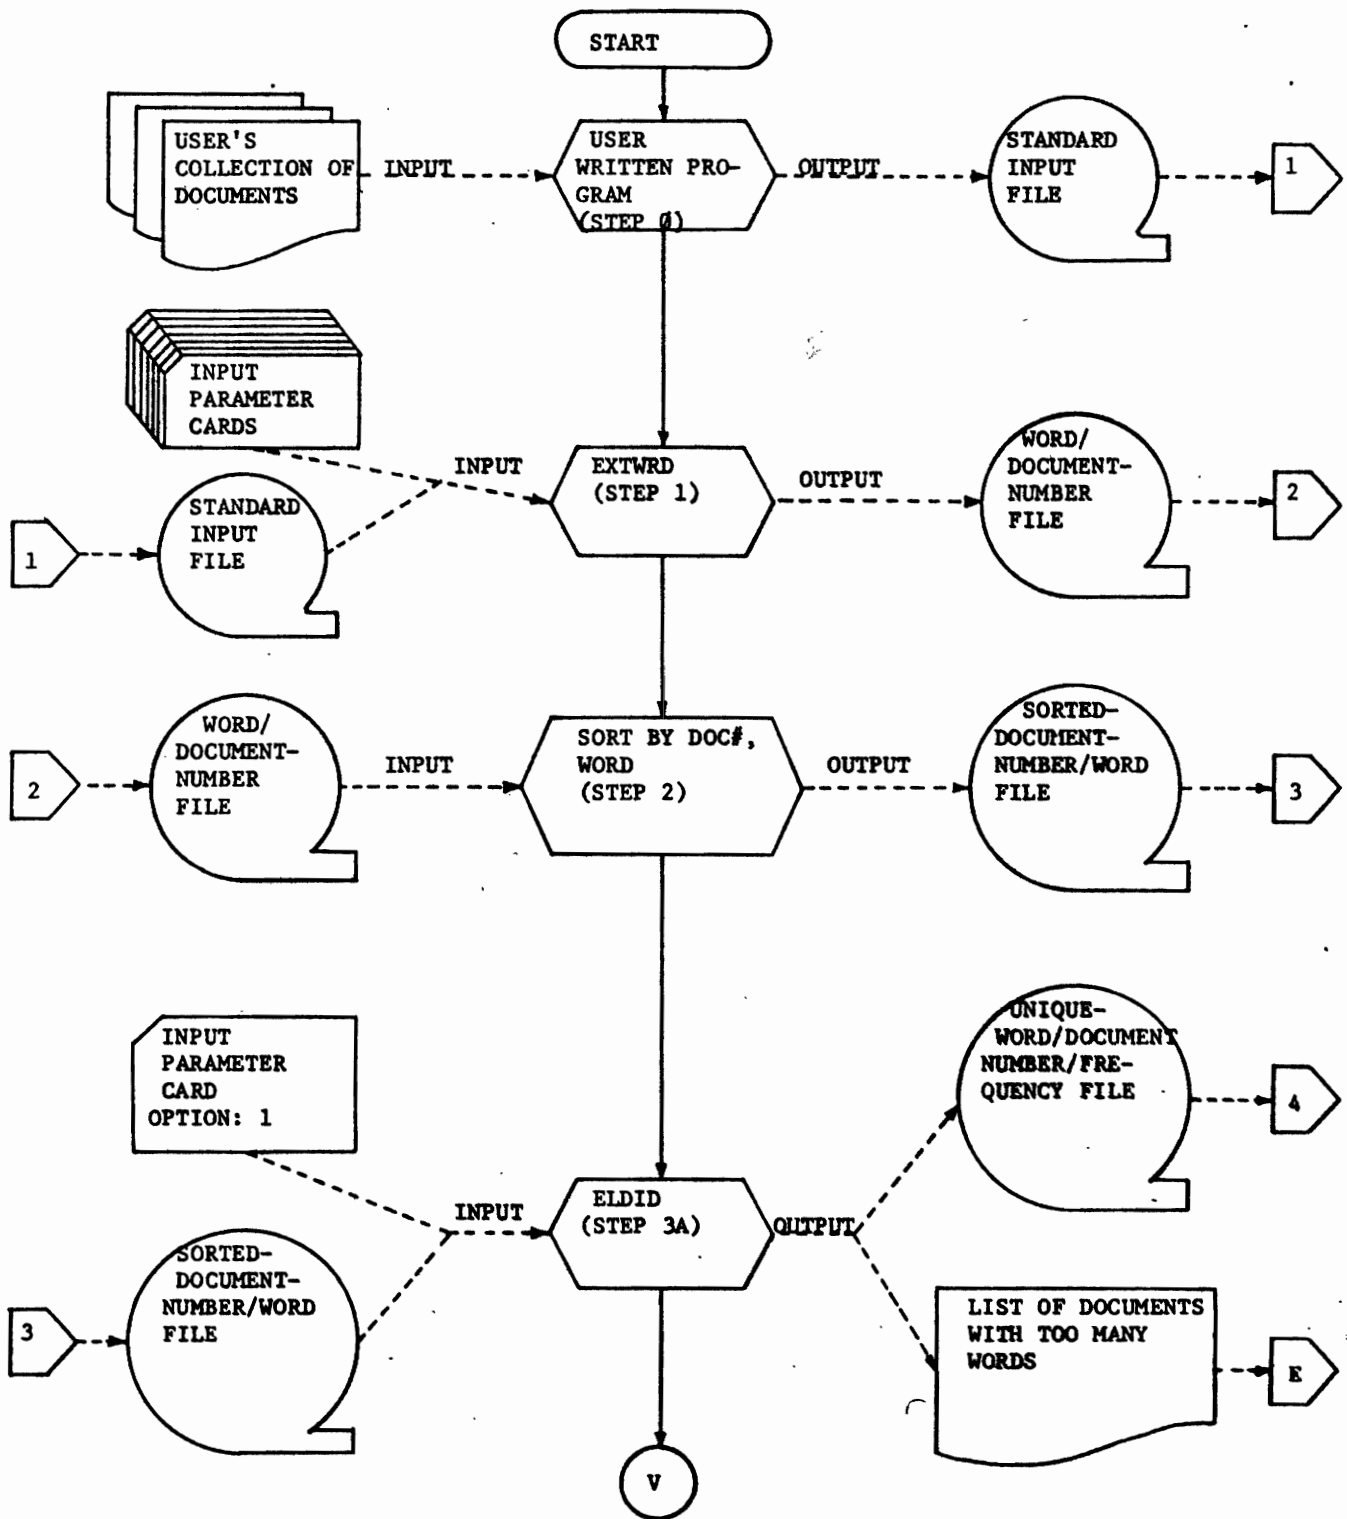 START
USER'S
COLLECTION OF
DOCUMENTS
INPUT
USER
WRITTEN PRO-
GRAM
(STEP Ø)
OUTPUT
STANDARD
INPUT
FILE
1
INPUT
PARAMETER
CARDS
1
STANDARD
INPUT
FILE
INPUT
EXTWRD
(STEP 1)
OUTPUT
WORD/
DOCUMENT-
NUMBER
FILE
2
2
WORD/
DOCUMENT-
NUMBER
FILE
INPUT
SORT BY DOC#,
WORD
(STEP 2)
OUTPUT
SORTED-
DOCUMENT-
NUMBER/WORD
FILE
3
INPUT
PARAMETER
CARD
OPTION: 1
3
SORTED-
DOCUMENT-
NUMBER/WORD
FILE
INPUT
ELDID
(STEP 3A)
OUTPUT
UNIQUE-
WORD/DOCUMENT
NUMBER/FRE-
QUENCY FILE
4
LIST OF DOCUMENTS
WITH TOO MANY
WORDS
E
V